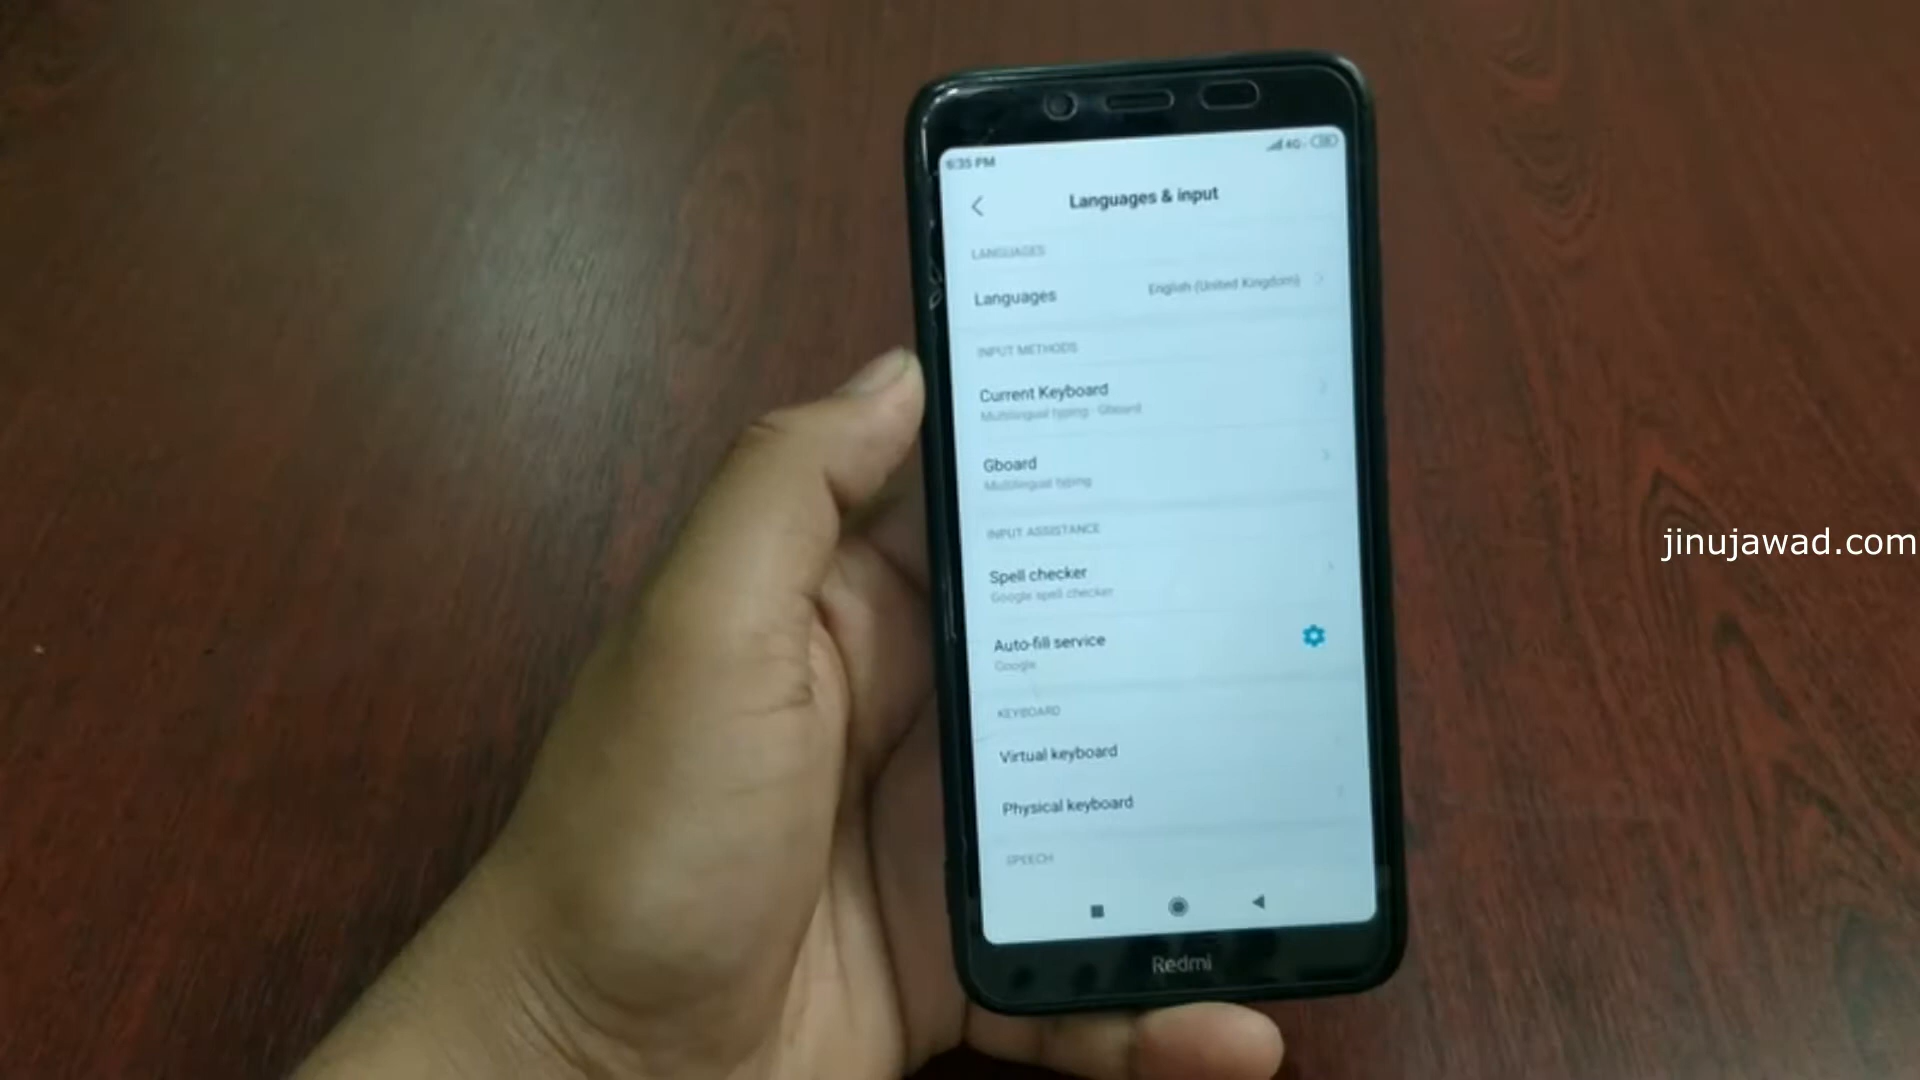 6:35 PM
4G
Languages & input
LANGUAGES
Languages
English (United Kingdom)
INPUT METHODS
Current Keyboard
Multilingual typing - Gboard
Gboard
Multilingual typing
INPUT ASSISTANCE
Spell checker
Google spell checker
Auto-fill service
Google
KEYBOARD
Virtual keyboard
Physical keyboard
SPEECH
Redmi
jinujawad.com